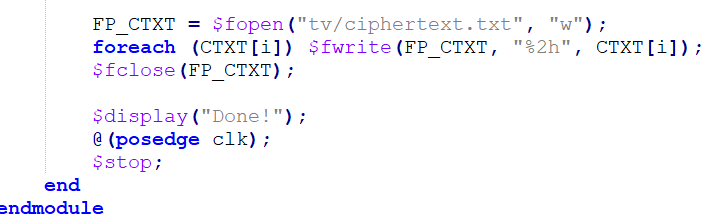 FP_CTXT = $fopen("tv/ciphertext.txt", "w");
foreach (CTXT[i]) $fwrite(FP_CTXT, "%2h", CTXT[i]);
$fclose(FP_CTXT);
$display("Done!");
@(posedge clk);
$stop;
end
endmodule